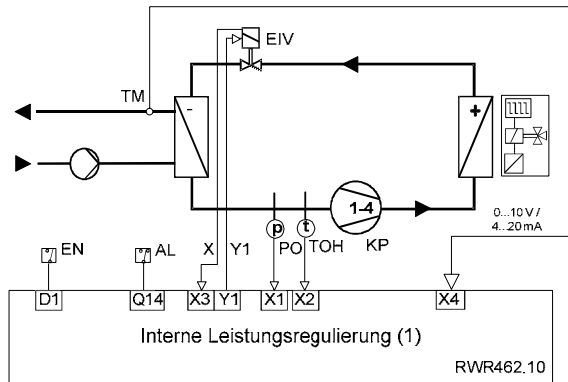 EIV
TM
-
+
1-4
p
PO
t
TOH
KP
0...10 V /
4...20 mA
EN
AL
X
Y1
D1
Q14
X3
Y1
X1
X2
X4
Interne Leistungsregulierung (1)
RWR462.10